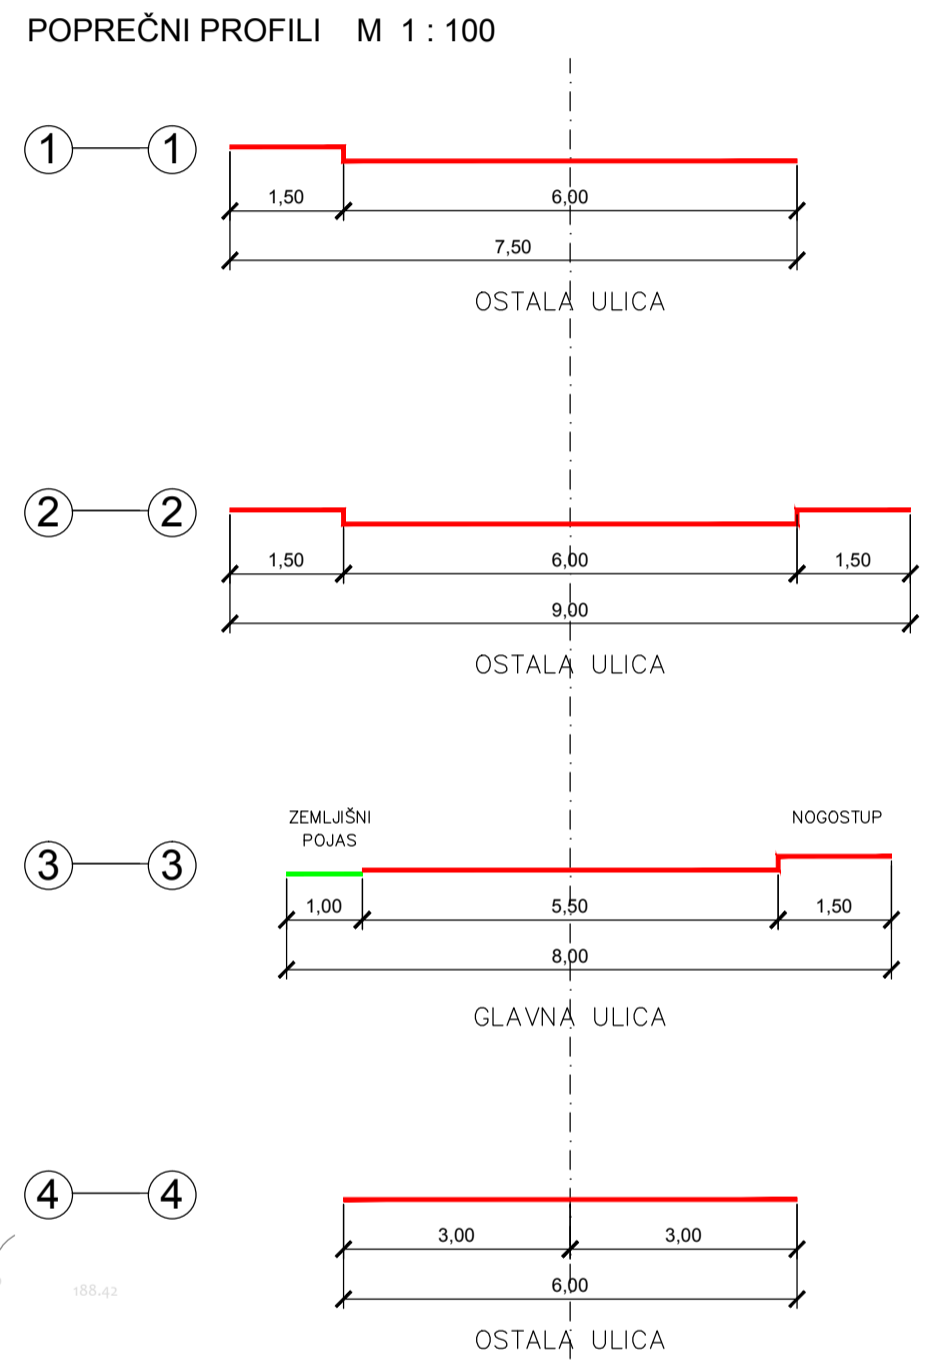 POPREČNI PROFILI M 1 : 100
1 1
1,50 6,00
7,50
OSTALA ULICA
2 2
1,50 6,00 1,50
9,00
OSTALA ULICA
ZEMLJIŠNI
POJAS
NOGOSTUP
3 3
1,00 5,50 1,50
8,00
GLAVNA ULICA
4 4
3,00 3,00
6,00
188.42
OSTALA ULICA